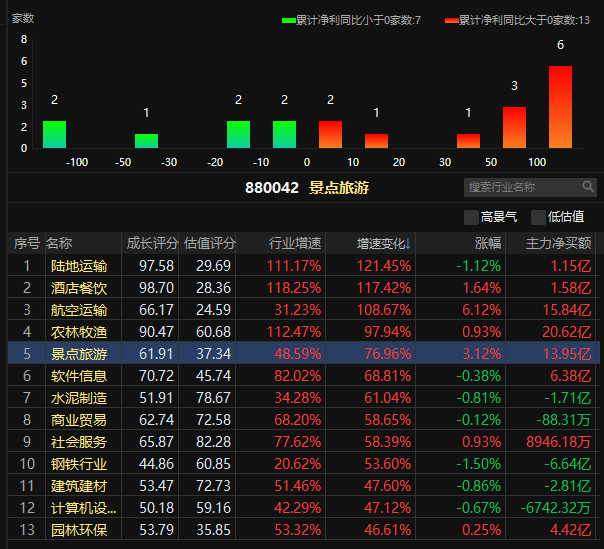 家数
累计净利同比小于0家数:7 累计净利同比大于0家数:13
8
6
5
3
2
0
2 1 2 2 2 1 1 3 6
-100 -50 -30 -20 -10 0 10 20 30 50 100
880042 景点旅游
搜索行业名称
高景气 低估值
序号 名称 成长评分 估值评分 行业增速 增速变化↓ 涨幅 主力净买额
1 陆地运输 97.58 29.69 111.17% 121.45% -1.12% 1.15亿
2 酒店餐饮 98.70 28.36 118.25% 117.42% 1.64% 1.58亿
3 航空运输 66.17 24.59 31.23% 108.67% 6.12% 15.84亿
4 农林牧渔 90.47 60.68 112.47% 97.94% 0.93% 20.62亿
5 景点旅游 61.91 37.34 48.59% 76.96% 3.12% 13.95亿
6 软件信息 70.72 45.74 82.02% 68.81% -0.38% 6.38亿
7 水泥制造 51.91 78.67 34.28% 61.04% -0.81% -1.71亿
8 商业贸易 62.74 72.58 68.20% 58.65% -0.12% -88.31万
9 社会服务 65.87 82.28 77.62% 58.39% 0.93% 8946.18万
10 钢铁行业 44.86 60.85 20.62% 53.60% -1.50% -6.64亿
11 建筑建材 53.47 72.73 51.46% 47.60% -0.86% -2.81亿
12 计算机设... 50.18 59.16 42.29% 47.12% -0.67% -6742.32万
13 园林环保 53.79 35.85 53.32% 46.61% 0.25% 4.42亿